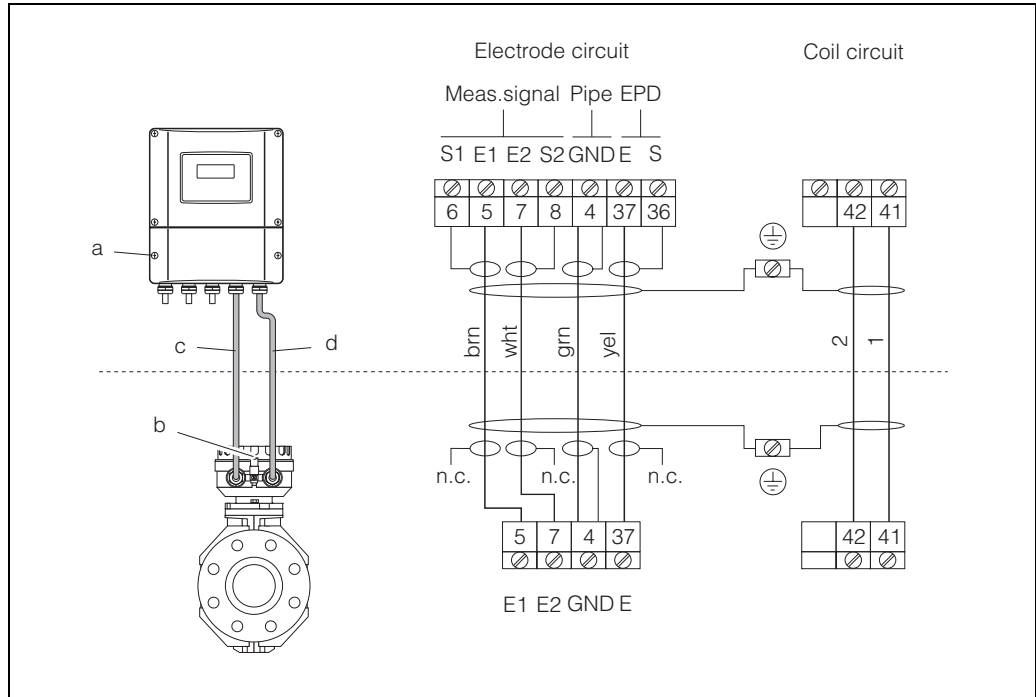 Electrode circuit
Coil circuit
Meas.signal Pipe EPD
S1 E1 E2 S2 GND E S
6 5 7 8 4 37 36
42 41
a
brn
wht
grn
yel
2
1
c
d
b
n.c. n.c. n.c.
5 7 4 37
42 41
E1 E2 GND E